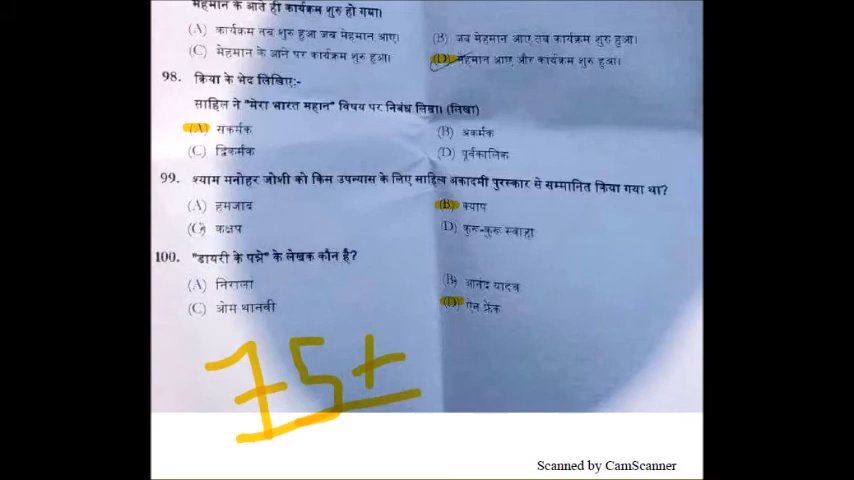 मेहमान के आते ही कार्यक्रम शुरु हो गया।
(A) कार्यक्रम तब शुरु हुआ जब मेहमान आए। (B) जब मेहमान आए तब कार्यक्रम शुरु हुआ।
(C) मेहमान के आने पर कार्यक्रम शुरु हुआ। (D) मेहमान आए और कार्यक्रम शुरु हुआ।
98. क्रिया के भेद लिखिए:-
साहिल ने "मेरा भारत महान" विषय पर निबंध लिखा। (लिखा)
(A) सकर्मक (B) अकर्मक
(C) द्विकर्मक (D) पूर्वकालिक
99. श्याम मनोहर जोशी को किस उपन्यास के लिए साहित्य अकादमी पुरस्कार से सम्मानित किया गया था?
(A) हमजाद (B) क्याप
(C) कक्षप (D) कुरु-कुरु स्वाहा
100. "डायरी के पन्ने" के लेखक कौन है?
(A) निराला (B) आनंद यादव
(C) ओम थानवी (D) ऐन फ्रेंक
75+
Scanned by CamScanner